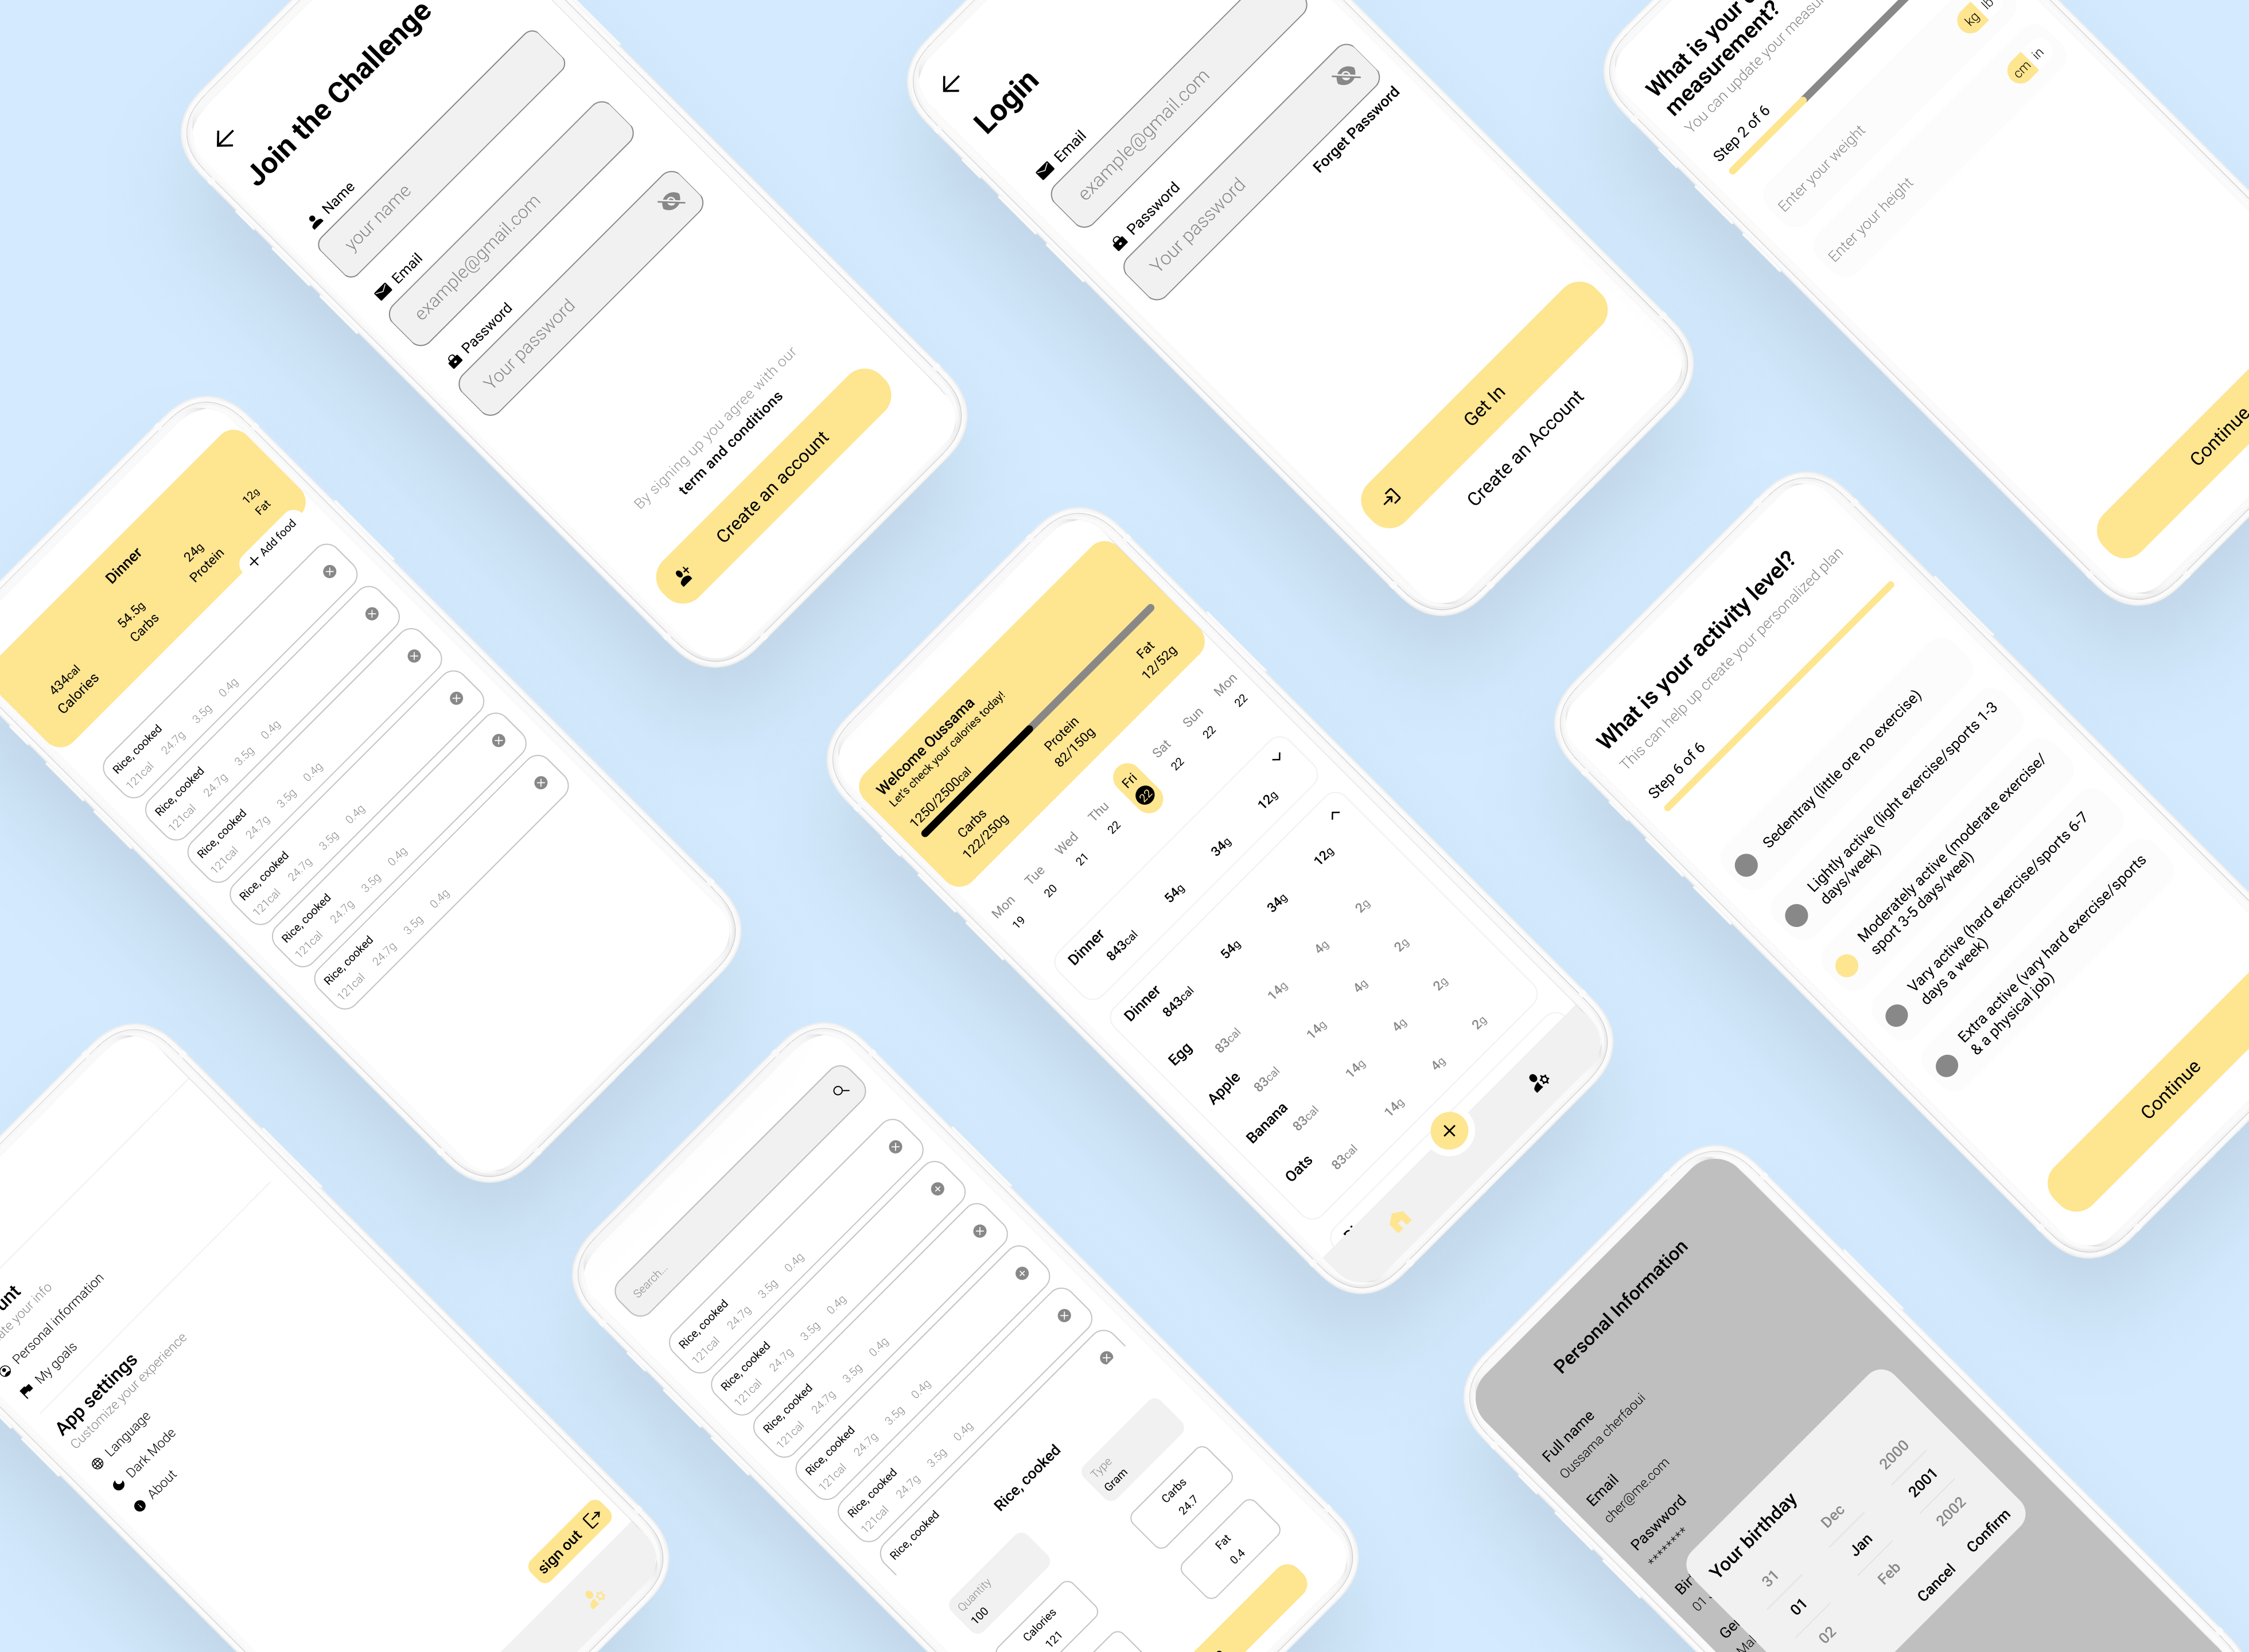 Join the Challenge
Name
your name
Email
example@gmail.com
Password
Your password
By signing up you agree with our
term and conditions
Create an account
Login
Email
example@gmail.com
Password
Your password
Forget Password
Get In
Create an Account
What is your
measurement?
You can update your
Step 2 of 6
Enter your weight
kg lb
Enter your height
cm in
Continue
Dinner
434cal
Calories
54.5g
Carbs
24g
Protein
12g
Fat
+ Add food
Rice, cooked
121cal 24.7g 3.5g 0.4g
Rice, cooked
121cal 24.7g 3.5g 0.4g
Rice, cooked
121cal 24.7g 3.5g 0.4g
Rice, cooked
121cal 24.7g 3.5g 0.4g
Rice, cooked
121cal 24.7g 3.5g 0.4g
Rice, cooked
121cal 24.7g 3.5g 0.4g
Welcome Oussama
Let's check your calories today!
1250/2500cal
Carbs
122/250g
Protein
82/150g
Fat
12/52g
Mon Tue Wed Thu Fri Sat Sun Mon
19 20 21 22 22 22 22 22
Dinner
843cal 54g 34g 12g
Dinner
843cal 54g 34g 12g
Egg
83cal 14g 4g 2g
Apple
83cal 14g 4g 2g
Banana
83cal 14g 4g 2g
Oats
83cal 14g 4g 2g
What is your activity level?
This can help up create your personalized plan
Step 6 of 6
Sedentray (little ore no exercise)
Lightly active (light exercise/sports 1-3
days/week)
Moderately active (moderate exercise/
sport 3-5 days/weel)
Vary active (hard exercise/sports 6-7
days a week)
Extra active (vary hard exercise/sports
& a physical job)
Continue
Personal information
My goals
App settings
Customize your experience
Language
Dark Mode
About
sign out
Search...
Rice, cooked
121cal 24.7g 3.5g 0.4g
Rice, cooked
121cal 24.7g 3.5g 0.4g
Rice, cooked
121cal 24.7g 3.5g 0.4g
Rice, cooked
121cal 24.7g 3.5g 0.4g
Rice, cooked
121cal 24.7g 3.5g 0.4g
Rice, cooked
Rice, cooked
Quantity
100
Type
Gram
Calories
121
Carbs
24.7
Fat
0.4
Personal Information
Full name
Oussama cherfaoui
Email
cher@me.com
Paswword
********
01
Your birthday
31 Dec 2000
01 Jan 2001
02 Feb 2002
Cancel Confirm